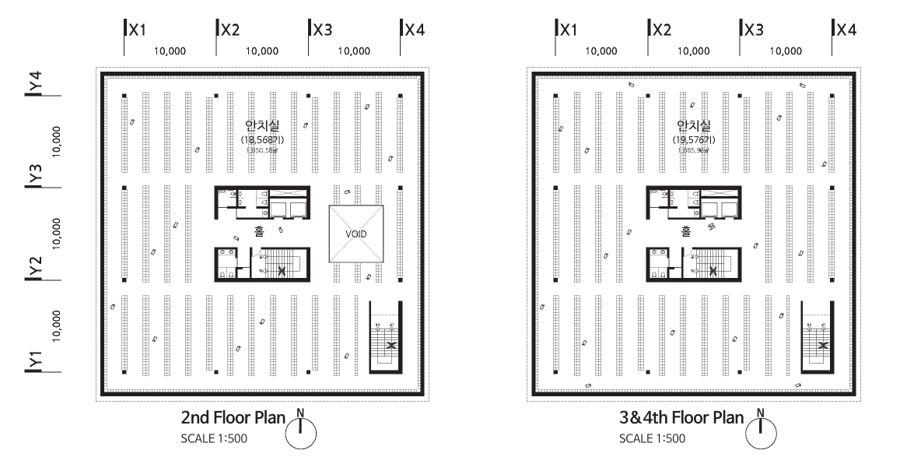 X1 X2 X3 X4
10,000 10,000 10,000
Y4
10,000
Y3
10,000
Y2
10,000
Y1
안치실
(18,568기)
홀
VOID
2nd Floor Plan
SCALE 1:500
N
X1 X2 X3 X4
10,000 10,000 10,000
안치실
(19,576기)
홀
3&4th Floor Plan
SCALE 1:500
N